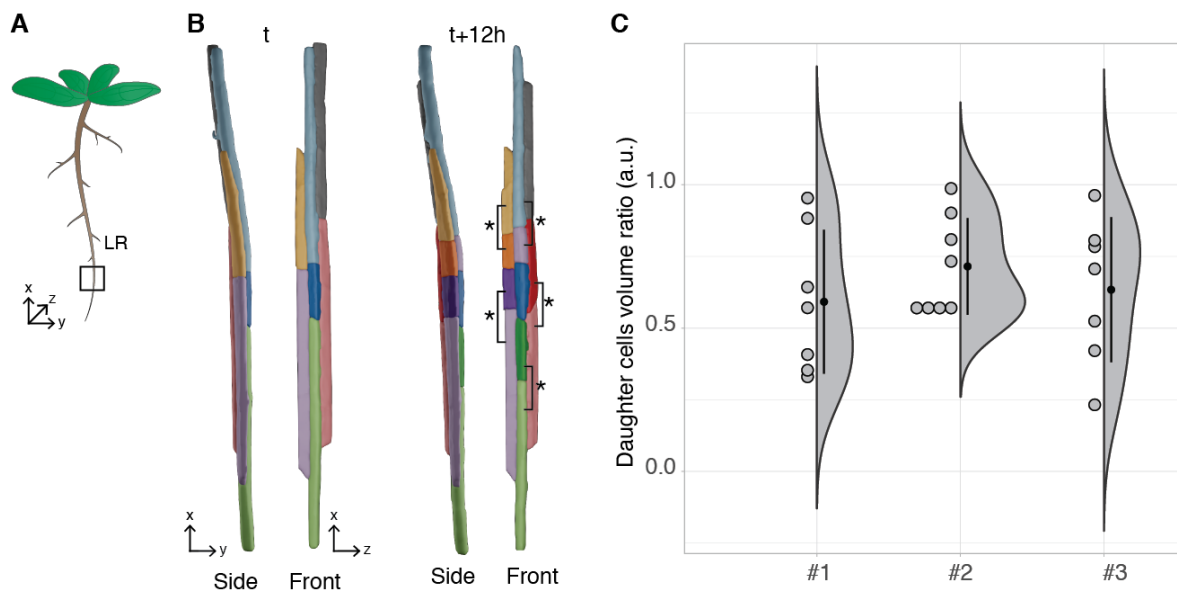 A
LR
x
z
y
B
t
t+12h
*
*
*
*
*
x
y
x
z
x
y
Side
Front
Side
Front
C
Daughter cells volume ratio (a.u.)
1.0
0.5
0.0
#1
#2
#3